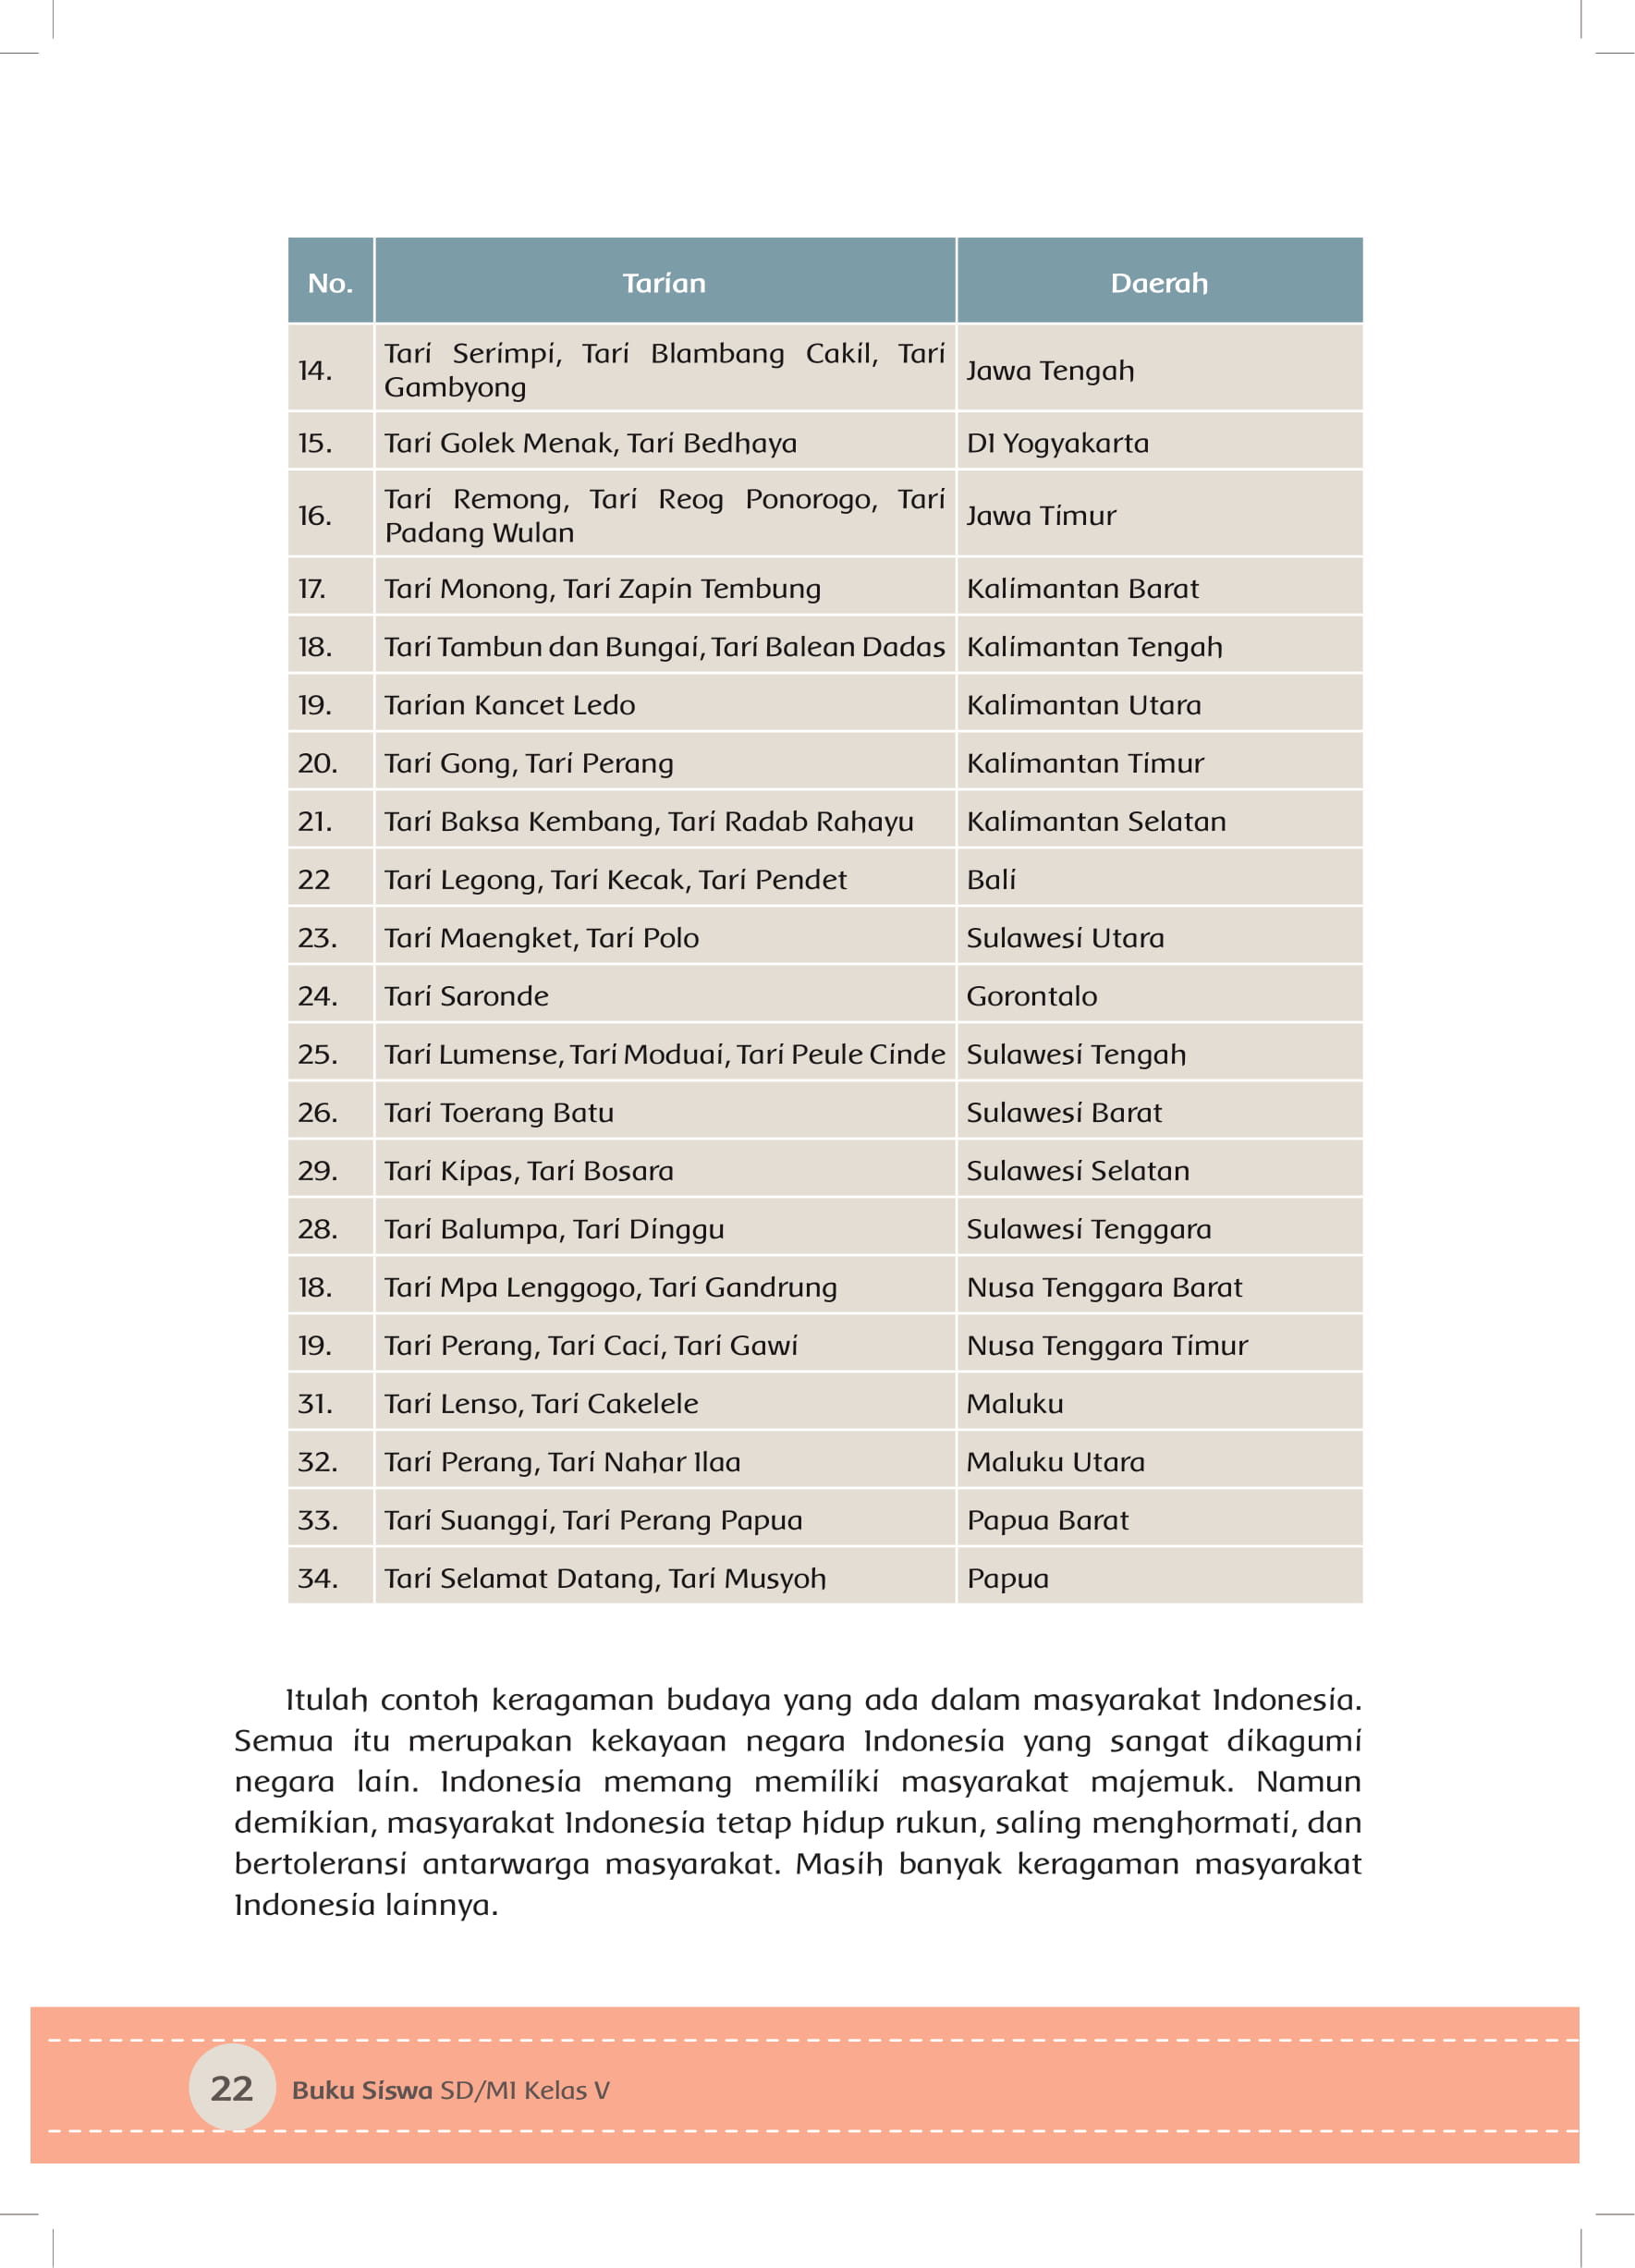 No. Tarian Daerah
14. Tari Serimpi, Tari Blambang Cakil, Tari Gambyong Jawa Tengah
15. Tari Golek Menak, Tari Bedhaya DI Yogyakarta
16. Tari Remong, Tari Reog Ponorogo, Tari Padang Wulan Jawa Timur
17. Tari Monong, Tari Zapin Tembung Kalimantan Barat
18. Tari Tambun dan Bungai, Tari Balean Dadas Kalimantan Tengah
19. Tarian Kancet Ledo Kalimantan Utara
20. Tari Gong, Tari Perang Kalimantan Timur
21. Tari Baksa Kembang, Tari Radab Rahayu Kalimantan Selatan
22 Tari Legong, Tari Kecak, Tari Pendet Bali
23. Tari Maengket, Tari Polo Sulawesi Utara
24. Tari Saronde Gorontalo
25. Tari Lumense, Tari Moduai, Tari Peule Cinde Sulawesi Tengah
26. Tari Toerang Batu Sulawesi Barat
29. Tari Kipas, Tari Bosara Sulawesi Selatan
28. Tari Balumpa, Tari Dinggu Sulawesi Tenggara
18. Tari Mpa Lenggogo, Tari Gandrung Nusa Tenggara Barat
19. Tari Perang, Tari Caci, Tari Gawi Nusa Tenggara Timur
31. Tari Lenso, Tari Cakelele Maluku
32. Tari Perang, Tari Nahar Ilaa Maluku Utara
33. Tari Suanggi, Tari Perang Papua Papua Barat
34. Tari Selamat Datang, Tari Musyoh Papua
Itulah contoh keragaman budaya yang ada dalam masyarakat Indonesia.
Semua itu merupakan kekayaan negara Indonesia yang sangat dikagumi
negara lain. Indonesia memang memiliki masyarakat majemuk. Namun
demikian, masyarakat Indonesia tetap hidup rukun, saling menghormati, dan
bertoleransi antarwarga masyarakat. Masih banyak keragaman masyarakat
Indonesia lainnya.
22 Buku Siswa SD/MI Kelas V